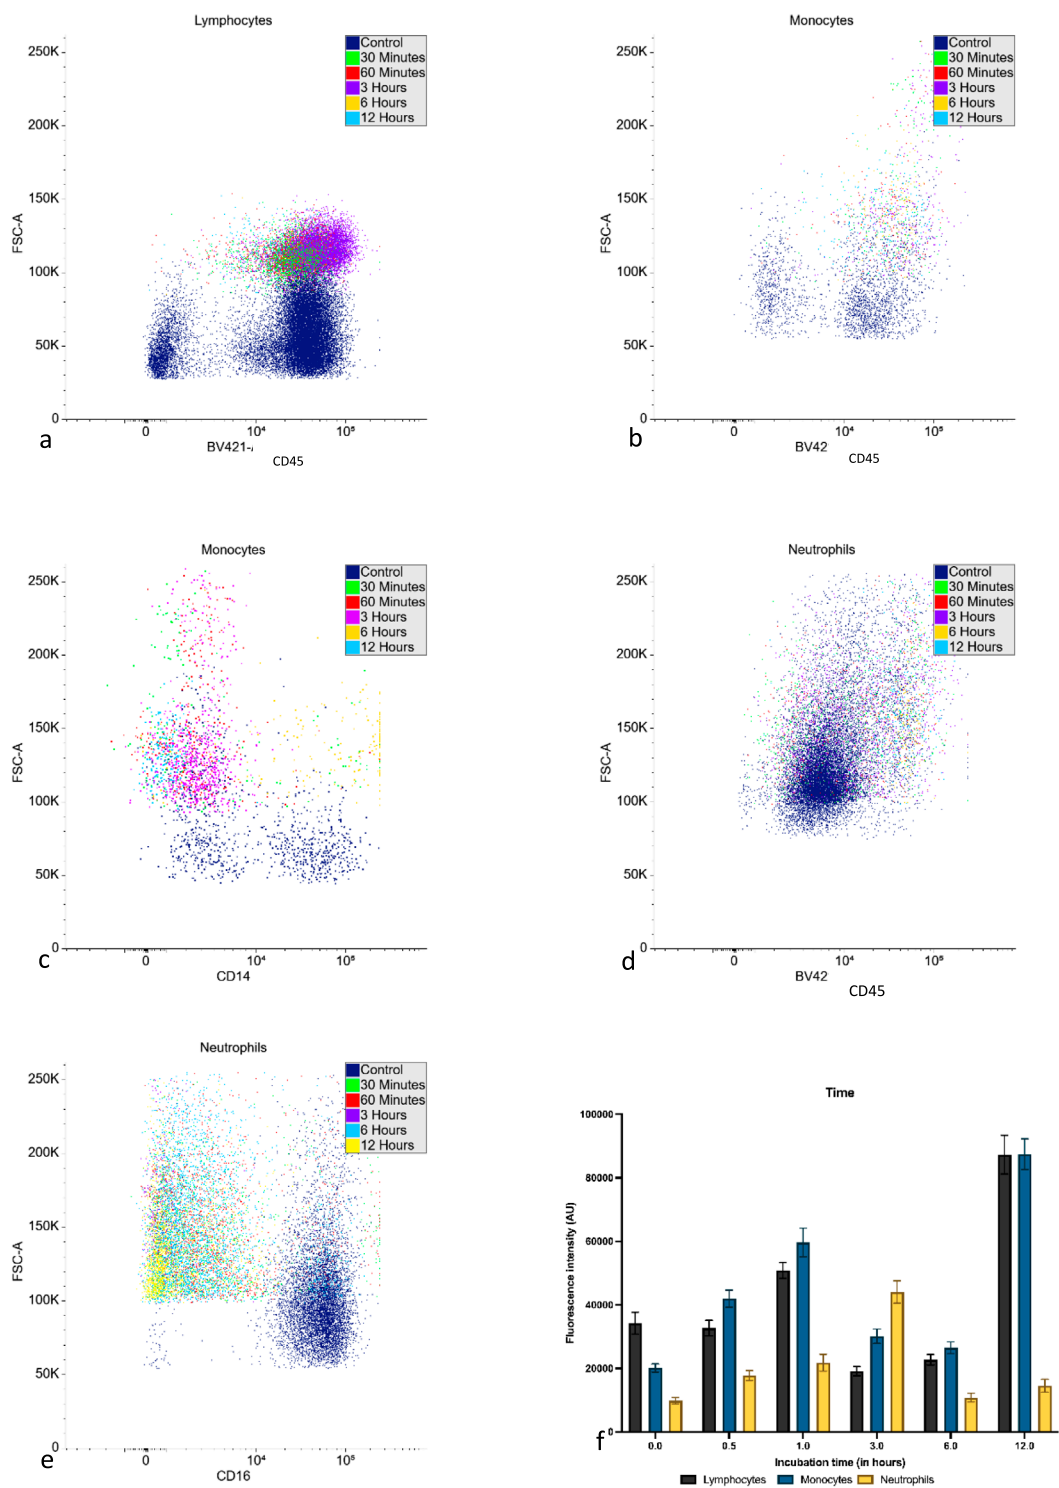 Lymphocytes
250K
200K
150K
100K
50K
0
FSC-A
Control
30 Minutes
60 Minutes
3 Hours
6 Hours
12 Hours
0 10⁴ 10⁵
a
BV421-
CD45
Monocytes
250K
200K
150K
100K
50K
0
FSC-A
Control
30 Minutes
60 Minutes
3 Hours
6 Hours
12 Hours
0 10⁴ 10⁵
b
BV42
CD45
Monocytes
250K
200K
150K
100K
50K
0
FSC-A
Control
30 Minutes
60 Minutes
3 Hours
6 Hours
12 Hours
0 10⁴ 10⁵
c
CD14
Neutrophils
250K
200K
150K
100K
50K
0
FSC-A
Control
30 Minutes
60 Minutes
3 Hours
6 Hours
12 Hours
0 10⁴ 10⁵
d
BV42
CD45
Neutrophils
250K
200K
150K
100K
50K
0
FSC-A
Control
30 Minutes
60 Minutes
3 Hours
6 Hours
12 Hours
0 10⁴ 10⁵
e
CD16
Time
100000
80000
60000
40000
20000
0
Fluorescence intensity (AU)
f
0.0 0.5 1.0 3.0 6.0 12.0
Incubation time (in hours)
Lymphocytes Monocytes Neutrophils